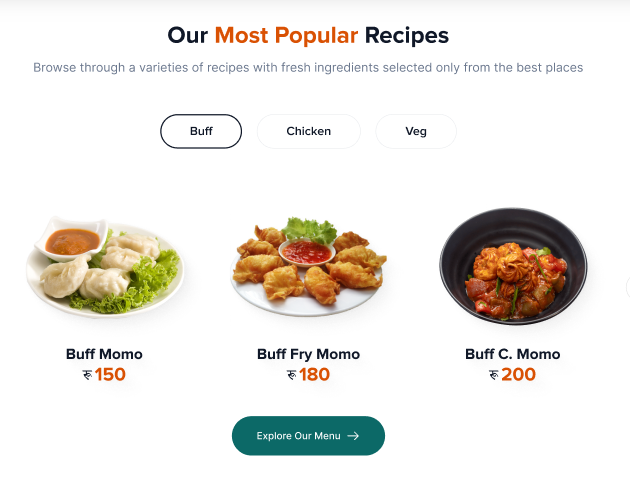 Our Most Popular Recipes
Browse through a varieties of recipes with fresh ingredients selected only from the best places
Buff Chicken Veg
Buff Momo Buff Fry Momo Buff C. Momo
रू 150 रू 180 रू 200
Explore Our Menu →